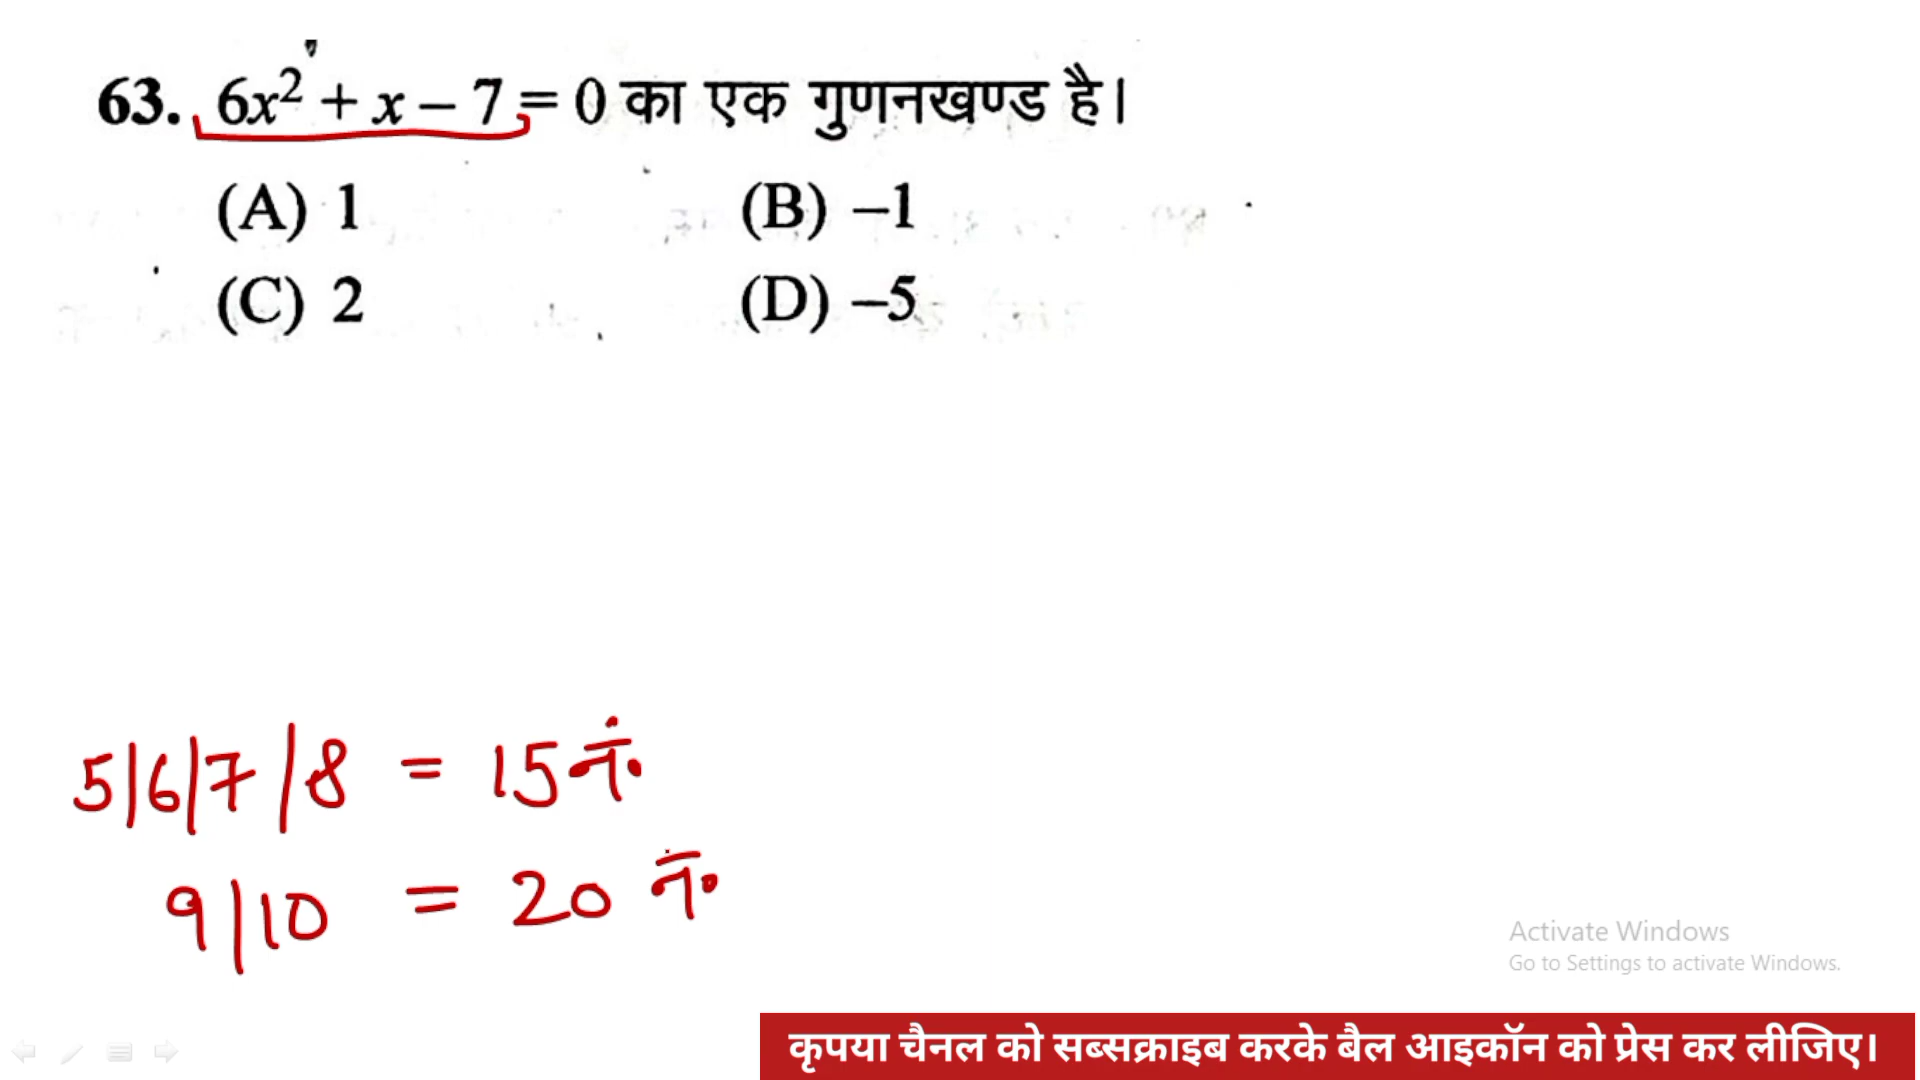 63. 6x² + x – 7 = 0 का एक गुणनखण्ड है।
(A) 1 (B) –1
(C) 2 (D) –5
5/6/7/8 = 15 नं.
9/10 = 20 नं.
Activate Windows
Go to Settings to activate Windows.
कृपया चैनल को सब्सक्राइब करके बैल आइकॉन को प्रेस कर लीजिए।